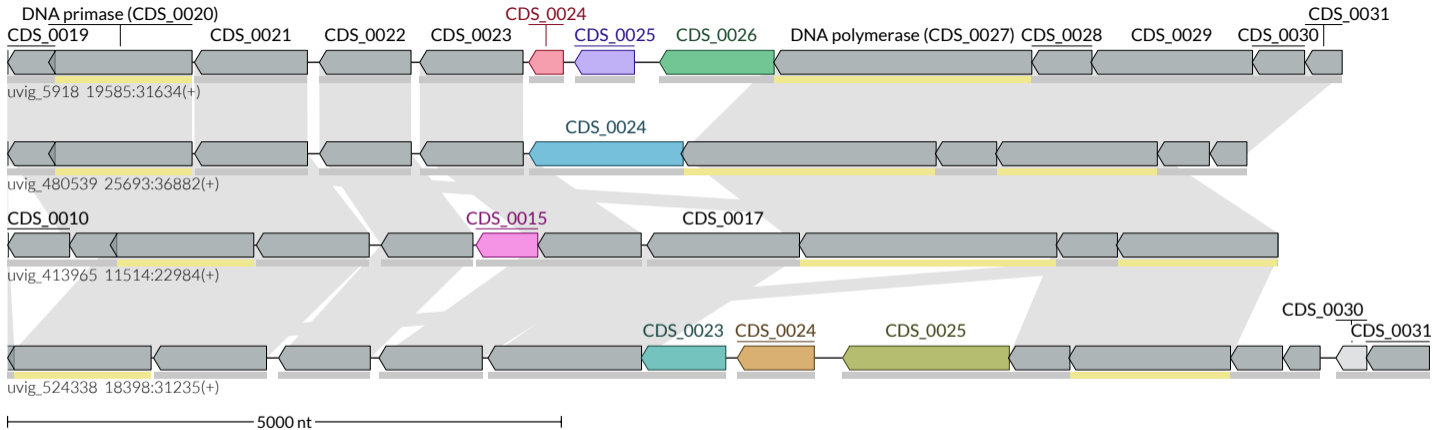 DNA primase (CDS_0020) CDS_0024 CDS_0031
CDS_0019 CDS_0021 CDS_0022 CDS_0023 CDS_0025 CDS_0026 DNA polymerase (CDS_0027) CDS_0028 CDS_0029 CDS_0030
uvig_5918 19585:31634(+)
CDS_0024
uvig_480539 25693:36882(+)
CDS_0010 CDS_0015 CDS_0017
uvig_413965 11514:22984(+)
CDS_0030
CDS_0023 CDS_0024 CDS_0025 CDS_0031
uvig_524338 18398:31235(+)
5000 nt